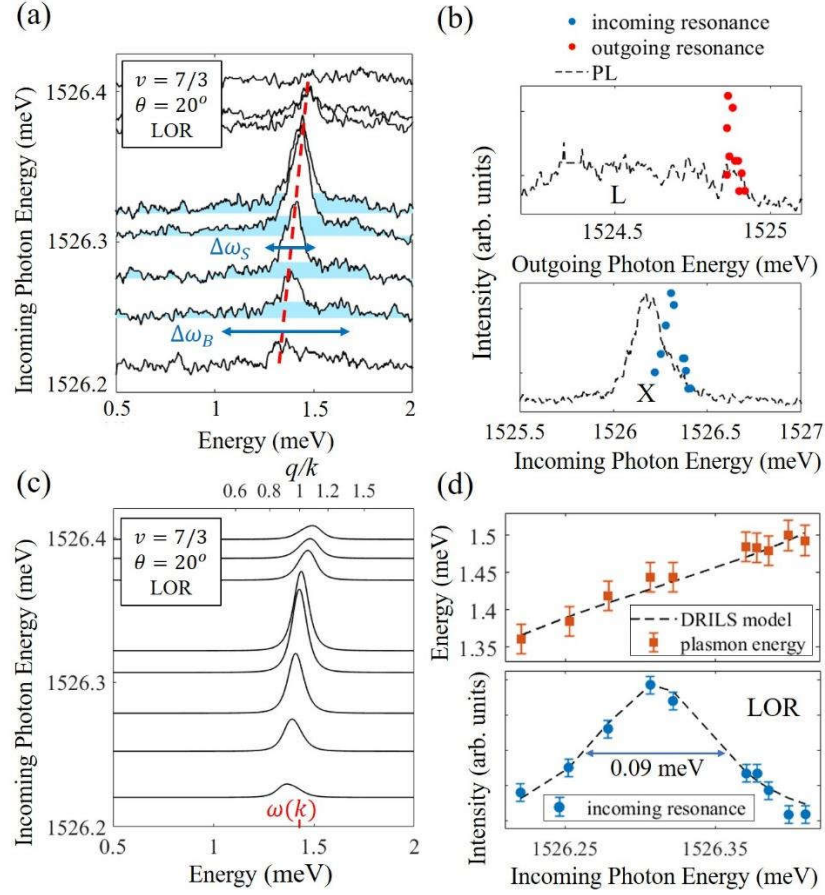 (a)
v = 7/3
θ = 20°
LOR
1526.4
1526.3
1526.2
Incoming Photon Energy (meV)
Δω_S
Δω_B
0.5
1
1.5
2
Energy (meV)
(b)
incoming resonance
outgoing resonance
PL
L
1524.5
1525
Outgoing Photon Energy (meV)
Intensity (arb. units)
X
1525.5
1526
1526.5
1527
Incoming Photon Energy (meV)
(c)
q/k
0.6
0.8
1
1.5
v = 7/3
θ = 20°
LOR
1526.4
1526.3
1526.2
Incoming Photon Energy (meV)
ω(k)
0.5
1
1.5
2
Energy (meV)
(d)
1.5
1.45
1.4
1.35
Energy (meV)
DRILS model
plasmon energy
LOR
0.09 meV
incoming resonance
Intensity (arb. units)
1526.25
1526.35
Incoming Photon Energy (meV)